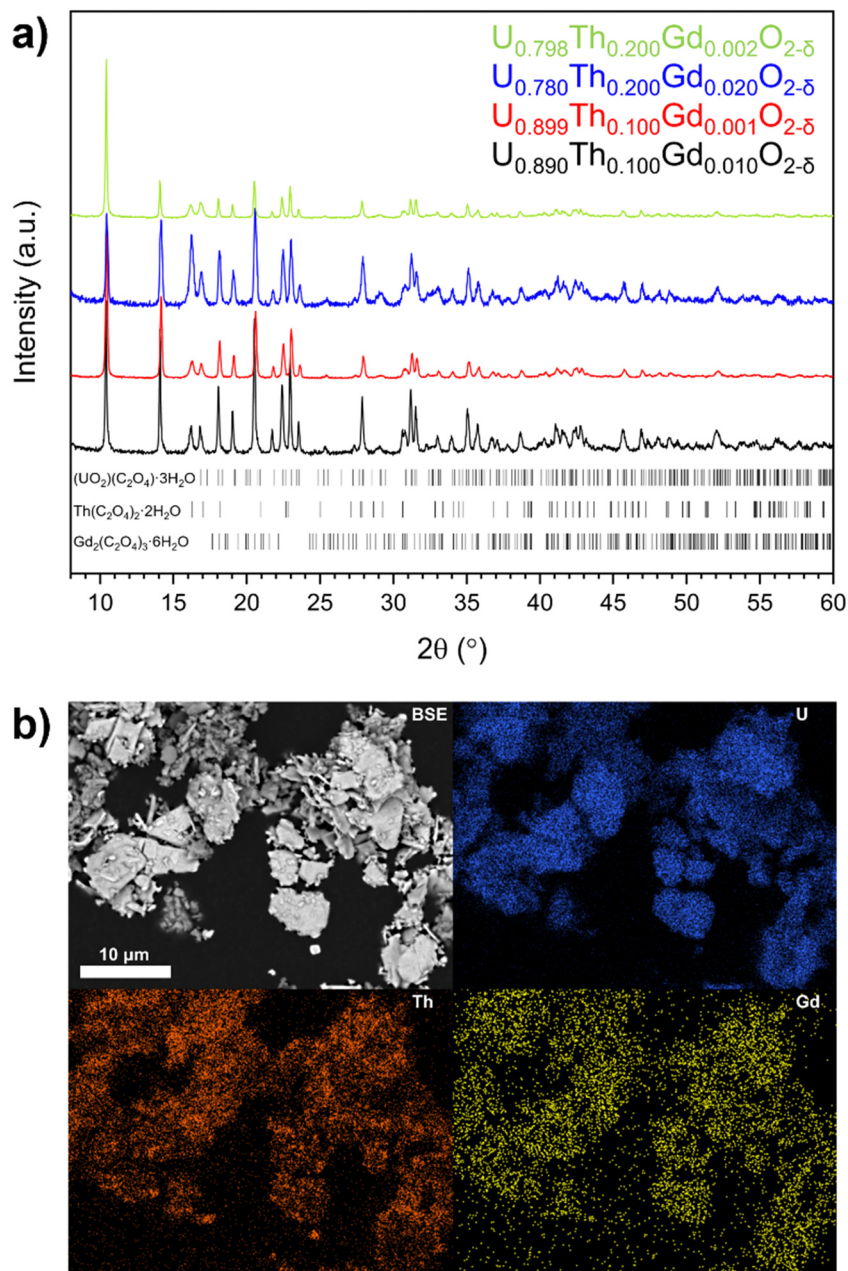 a)
U₀.₇₉₈Th₀.₂₀₀Gd₀.₀₀₂O₂₋δ
U₀.₇₈₀Th₀.₂₀₀Gd₀.₀₂₀O₂₋δ
U₀.₈₉₉Th₀.₁₀₀Gd₀.₀₀₁O₂₋δ
U₀.₈₉₀Th₀.₁₀₀Gd₀.₀₁₀O₂₋δ
Intensity (a.u.)
(UO₂)(C₂O₄)·3H₂O
Th(C₂O₄)₂·2H₂O
Gd₂(C₂O₄)₃·6H₂O
10 15 20 25 30 35 40 45 50 55 60
2θ (°)
b)
BSE
U
10 µm
Th
Gd